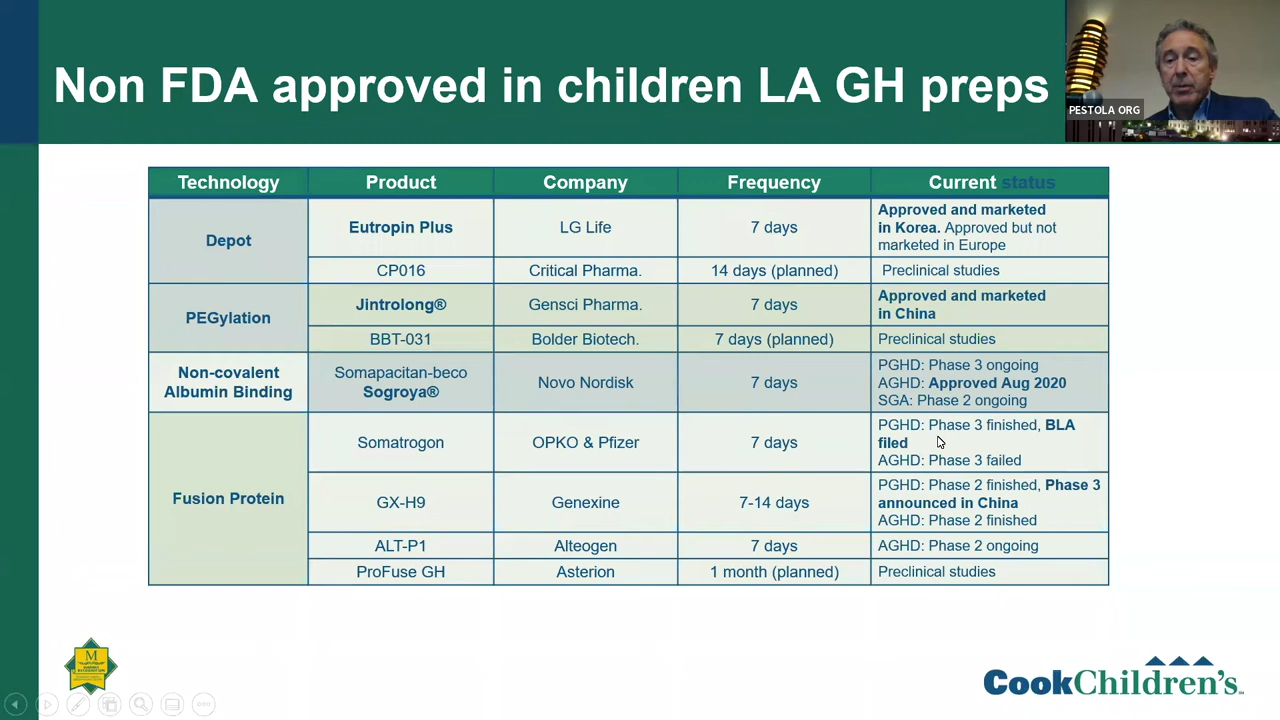 Non FDA approved in children LA GH preps
PESTOLA ORG
Technology Product Company Frequency Current status
Depot
Eutropin Plus LG Life 7 days
Approved and marketed
in Korea. Approved but not
marketed in Europe
CP016 Critical Pharma. 14 days (planned) Preclinical studies
PEGylation
Jintrolong® Gensci Pharma. 7 days
Approved and marketed
in China
BBT-031 Bolder Biotech. 7 days (planned) Preclinical studies
Non-covalent
Albumin Binding
Somapacitan-beco
Sogroya®
Novo Nordisk 7 days
PGHD: Phase 3 ongoing
AGHD: Approved Aug 2020
SGA: Phase 2 ongoing
Fusion Protein
Somatrogon OPKO & Pfizer 7 days
PGHD: Phase 3 finished, BLA
filed
AGHD: Phase 3 failed
GX-H9 Genexine 7-14 days
PGHD: Phase 2 finished, Phase 3
announced in China
AGHD: Phase 2 finished
ALT-P1 Alteogen 7 days AGHD: Phase 2 ongoing
ProFuse GH Asterion 1 month (planned) Preclinical studies
M
CookChildren's